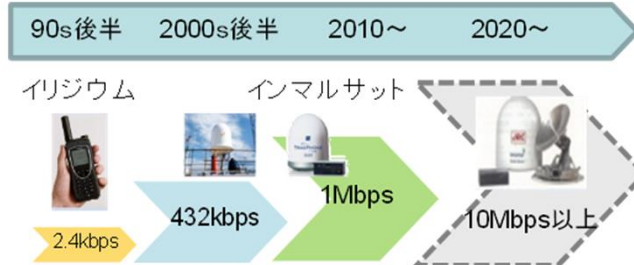 90s後半 2000s後半 2010～ 2020～
イリジウム インマルサット
2.4kbps
432kbps
1Mbps
10Mbps以上